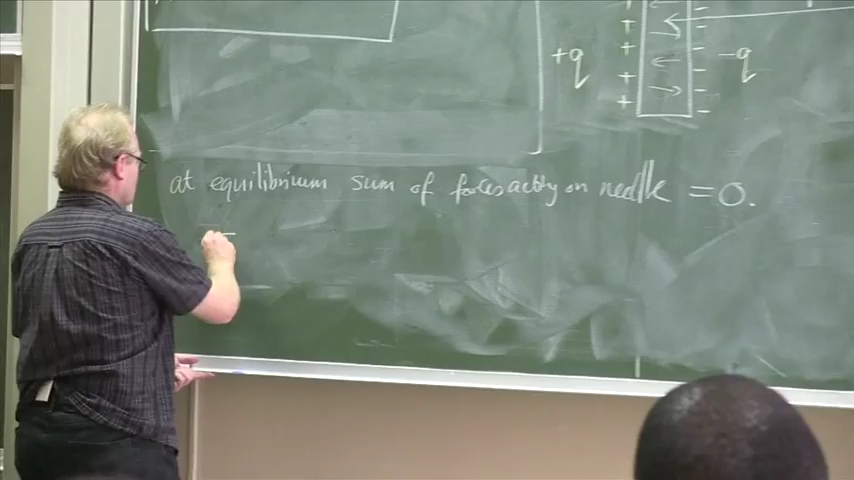 +q
-q
at equilibrium sum of forces acting on needle = 0.